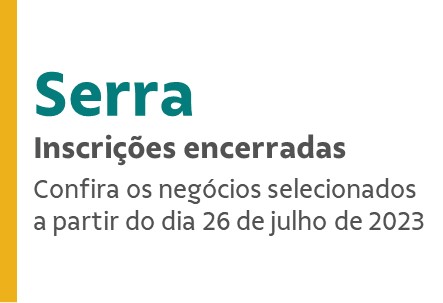 Serra
Inscrições encerradas
Confira os negócios selecionados
a partir do dia 26 de julho de 2023